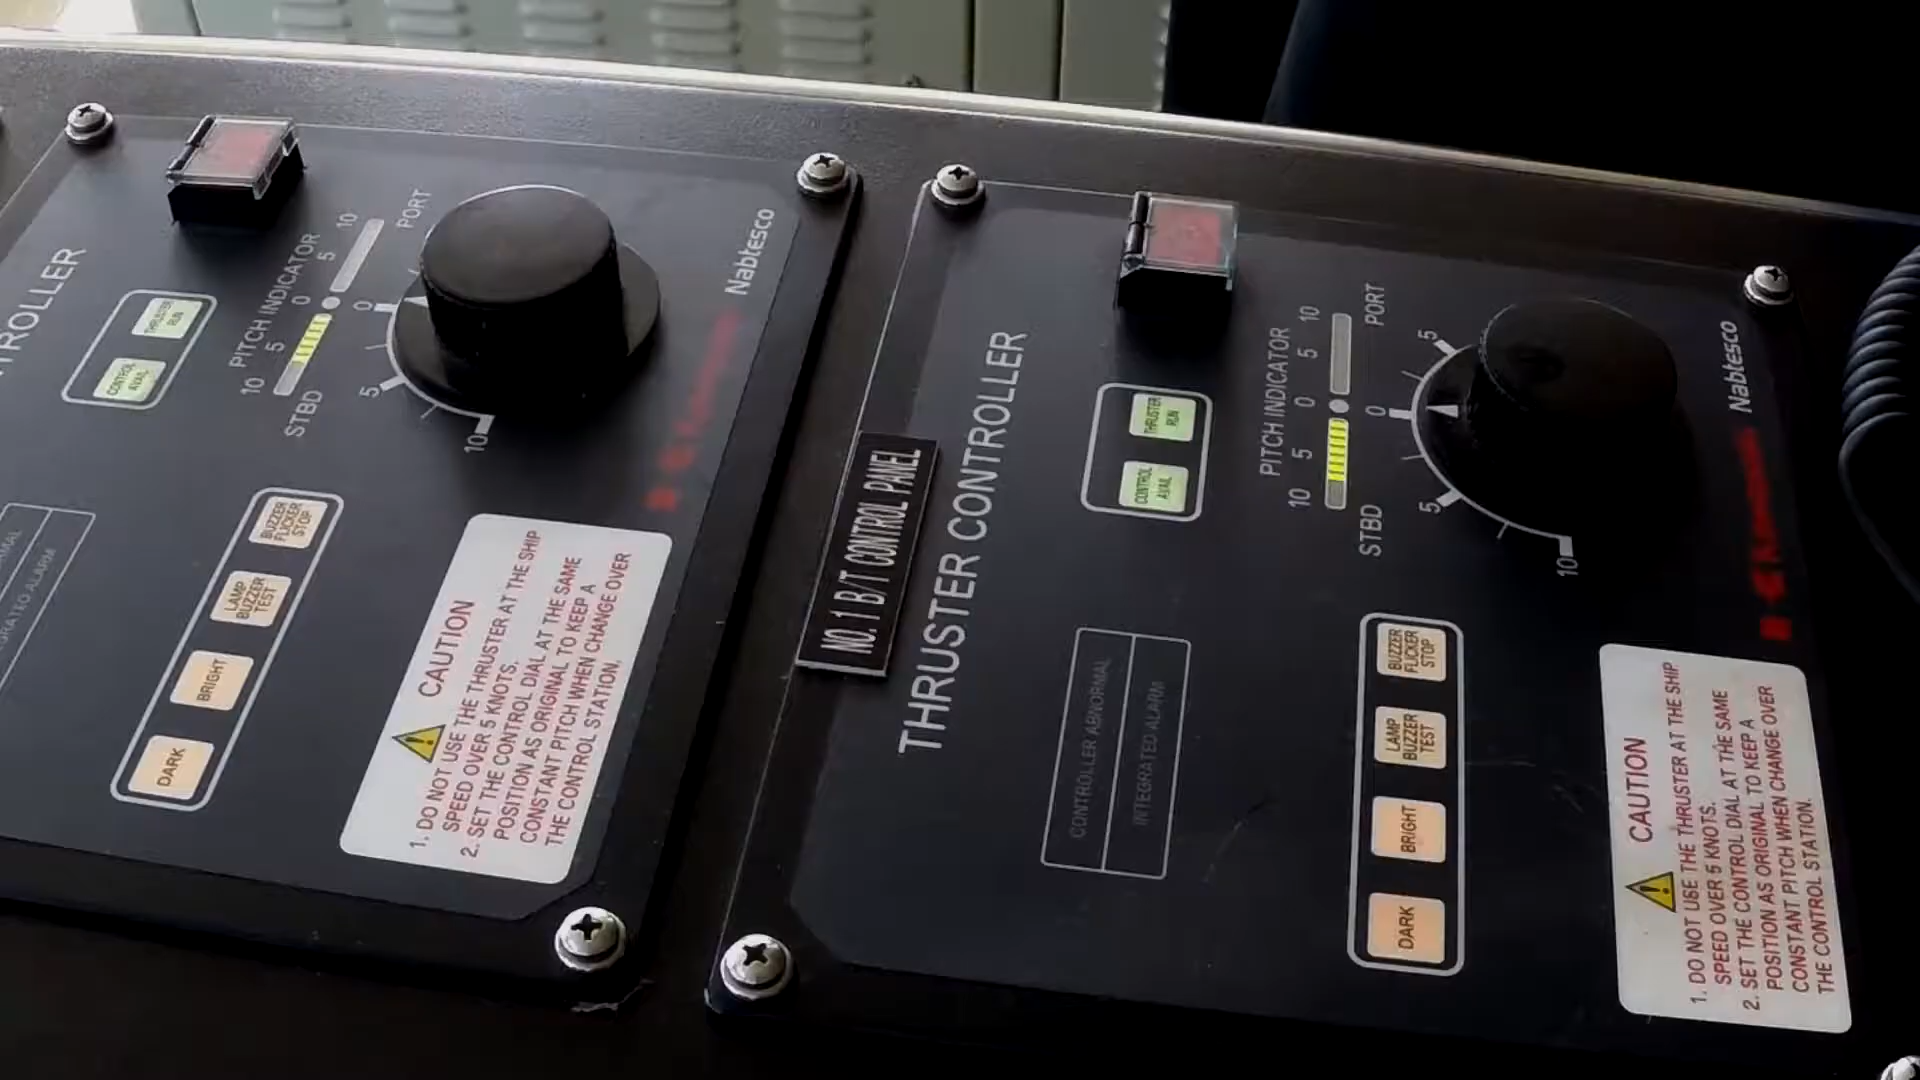 TROLLER
THRUSTER
RUN
CONTROL
AVAIL
PITCH INDICATOR
10 5 0 5 10
STBD
PORT
0
5
10
Nabtesco
BUZZER
FLICKER
STOP
LAMP
BUZZER
TEST
BRIGHT
DARK
CAUTION
1. DO NOT USE THE THRUSTER AT THE SHIP
SPEED OVER 5 KNOTS.
2. SET THE CONTROL DIAL AT THE SAME
POSITION AS ORIGINAL TO KEEP A
CONSTANT PITCH WHEN CHANGE OVER
THE CONTROL STATION.
NO. 1 B/T CONTROL PANEL
THRUSTER CONTROLLER
THRUSTER
RUN
CONTROL
AVAIL
CONTROLLER ABNORMAL
INTEGRATED ALARM
PITCH INDICATOR
10 5 0 5 10
STBD
PORT
5
0
5
10
Nabtesco
BUZZER
FLICKER
STOP
LAMP
BUZZER
TEST
BRIGHT
DARK
CAUTION
1. DO NOT USE THE THRUSTER AT THE SHIP
SPEED OVER 5 KNOTS.
2. SET THE CONTROL DIAL AT THE SAME
POSITION AS ORIGINAL TO KEEP A
CONSTANT PITCH WHEN CHANGE OVER
THE CONTROL STATION.